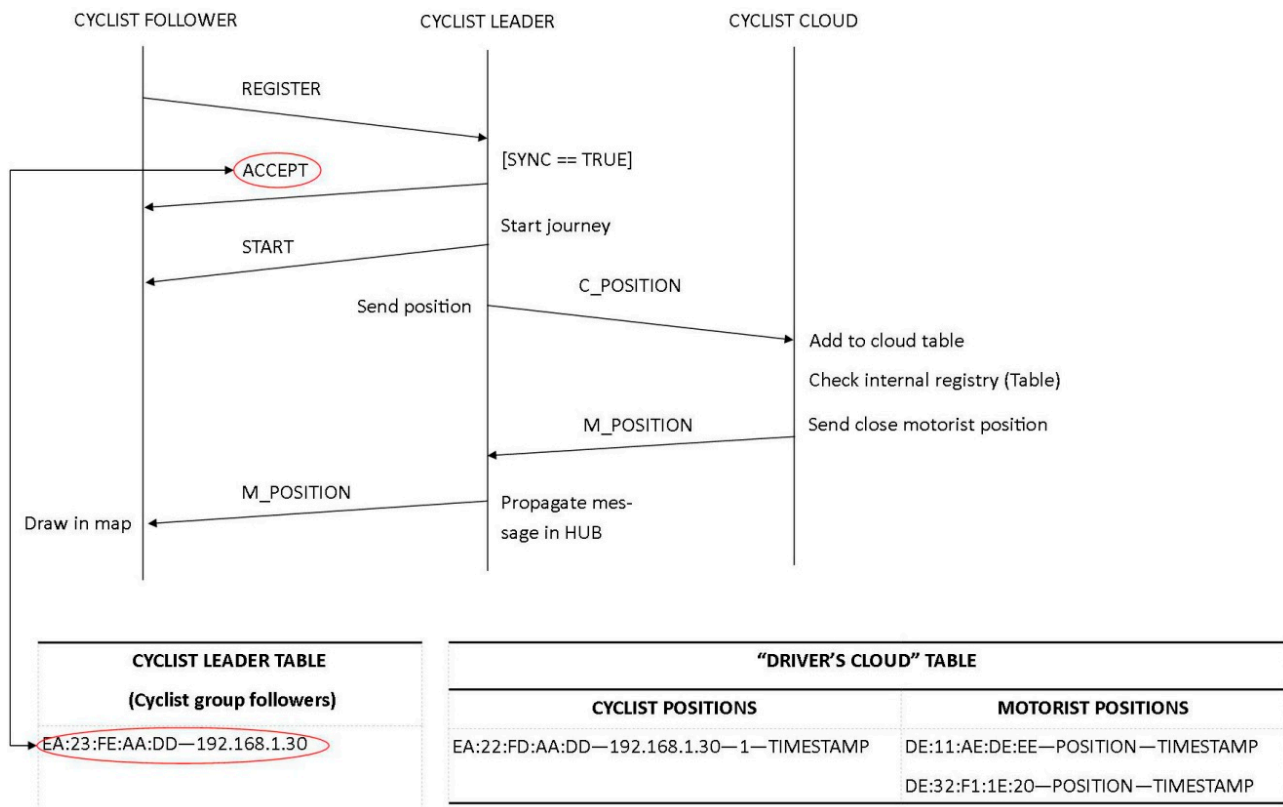 CYCLIST FOLLOWER
CYCLIST LEADER
CYCLIST CLOUD
REGISTER
[SYNC == TRUE]
ACCEPT
Start journey
START
C_POSITION
Send position
Add to cloud table
Check internal registry (Table)
M_POSITION
Send close motorist position
M_POSITION
Propagate mes-
sage in HUB
Draw in map
CYCLIST LEADER TABLE
(Cyclist group followers)
EA:23:FE:AA:DD—192.168.1.30
“DRIVER’S CLOUD” TABLE
CYCLIST POSITIONS
MOTORIST POSITIONS
EA:22:FD:AA:DD—192.168.1.30—1—TIMESTAMP
DE:11:AE:DE:EE—POSITION—TIMESTAMP
DE:32:F1:1E:20—POSITION—TIMESTAMP